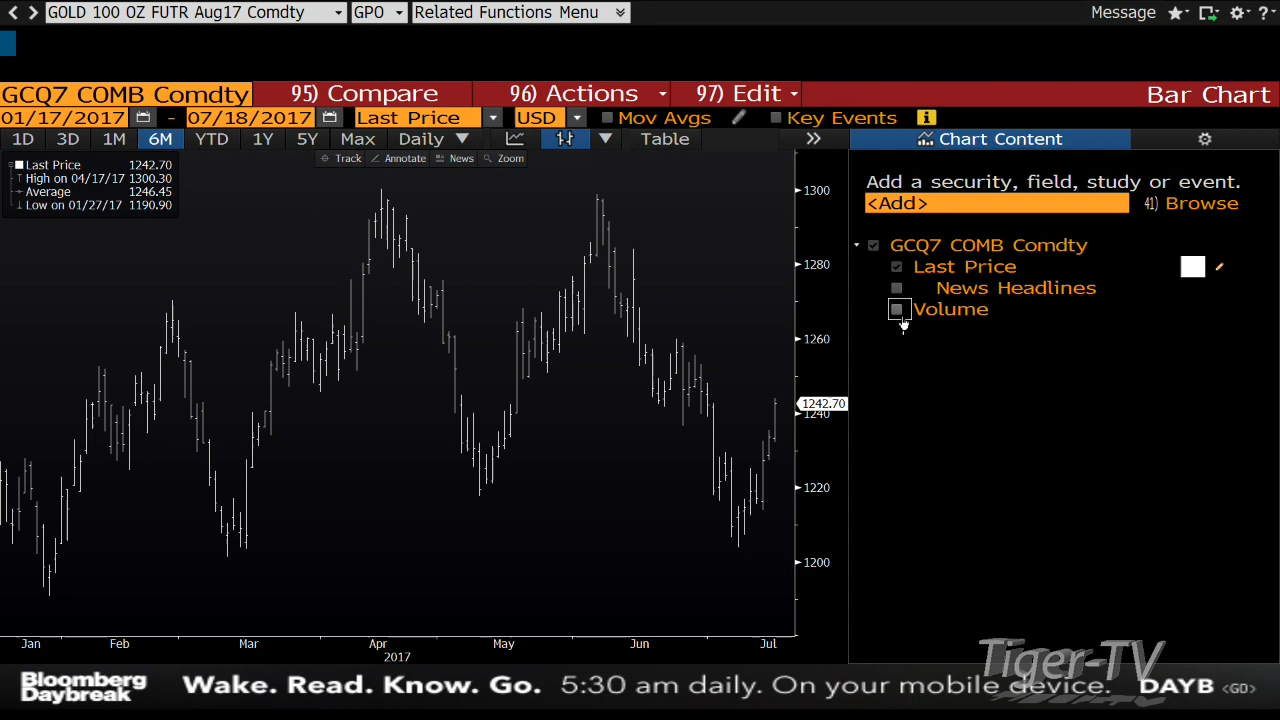 GOLD 100 OZ FUTR Aug17 Comdty GPO Related Functions Menu Message ?
GCQ7 COMB Comdty 95) Compare 96) Actions 97) Edit Bar Chart
01/17/2017 - 07/18/2017 Last Price USD Mov Avgs Key Events i
1D 3D 1M 6M YTD 1Y 5Y Max Daily Table Chart Content
Track Annotate News Zoom
Last Price 1242.70
High on 04/17/17 1300.30
Average 1246.45
Low on 01/27/17 1190.90
1300
1280
1260
1242.70
1240
1220
1200
Jan Feb Mar Apr May Jun Jul
2017
Add a security, field, study or event.
<Add> 41) Browse
GCQ7 COMB Comdty
Last Price
News Headlines
Volume
Tiger-TV
Bloomberg
Daybreak
Wake. Read. Know. Go. 5:30 am daily. On your mobile device. DAYB <GO>